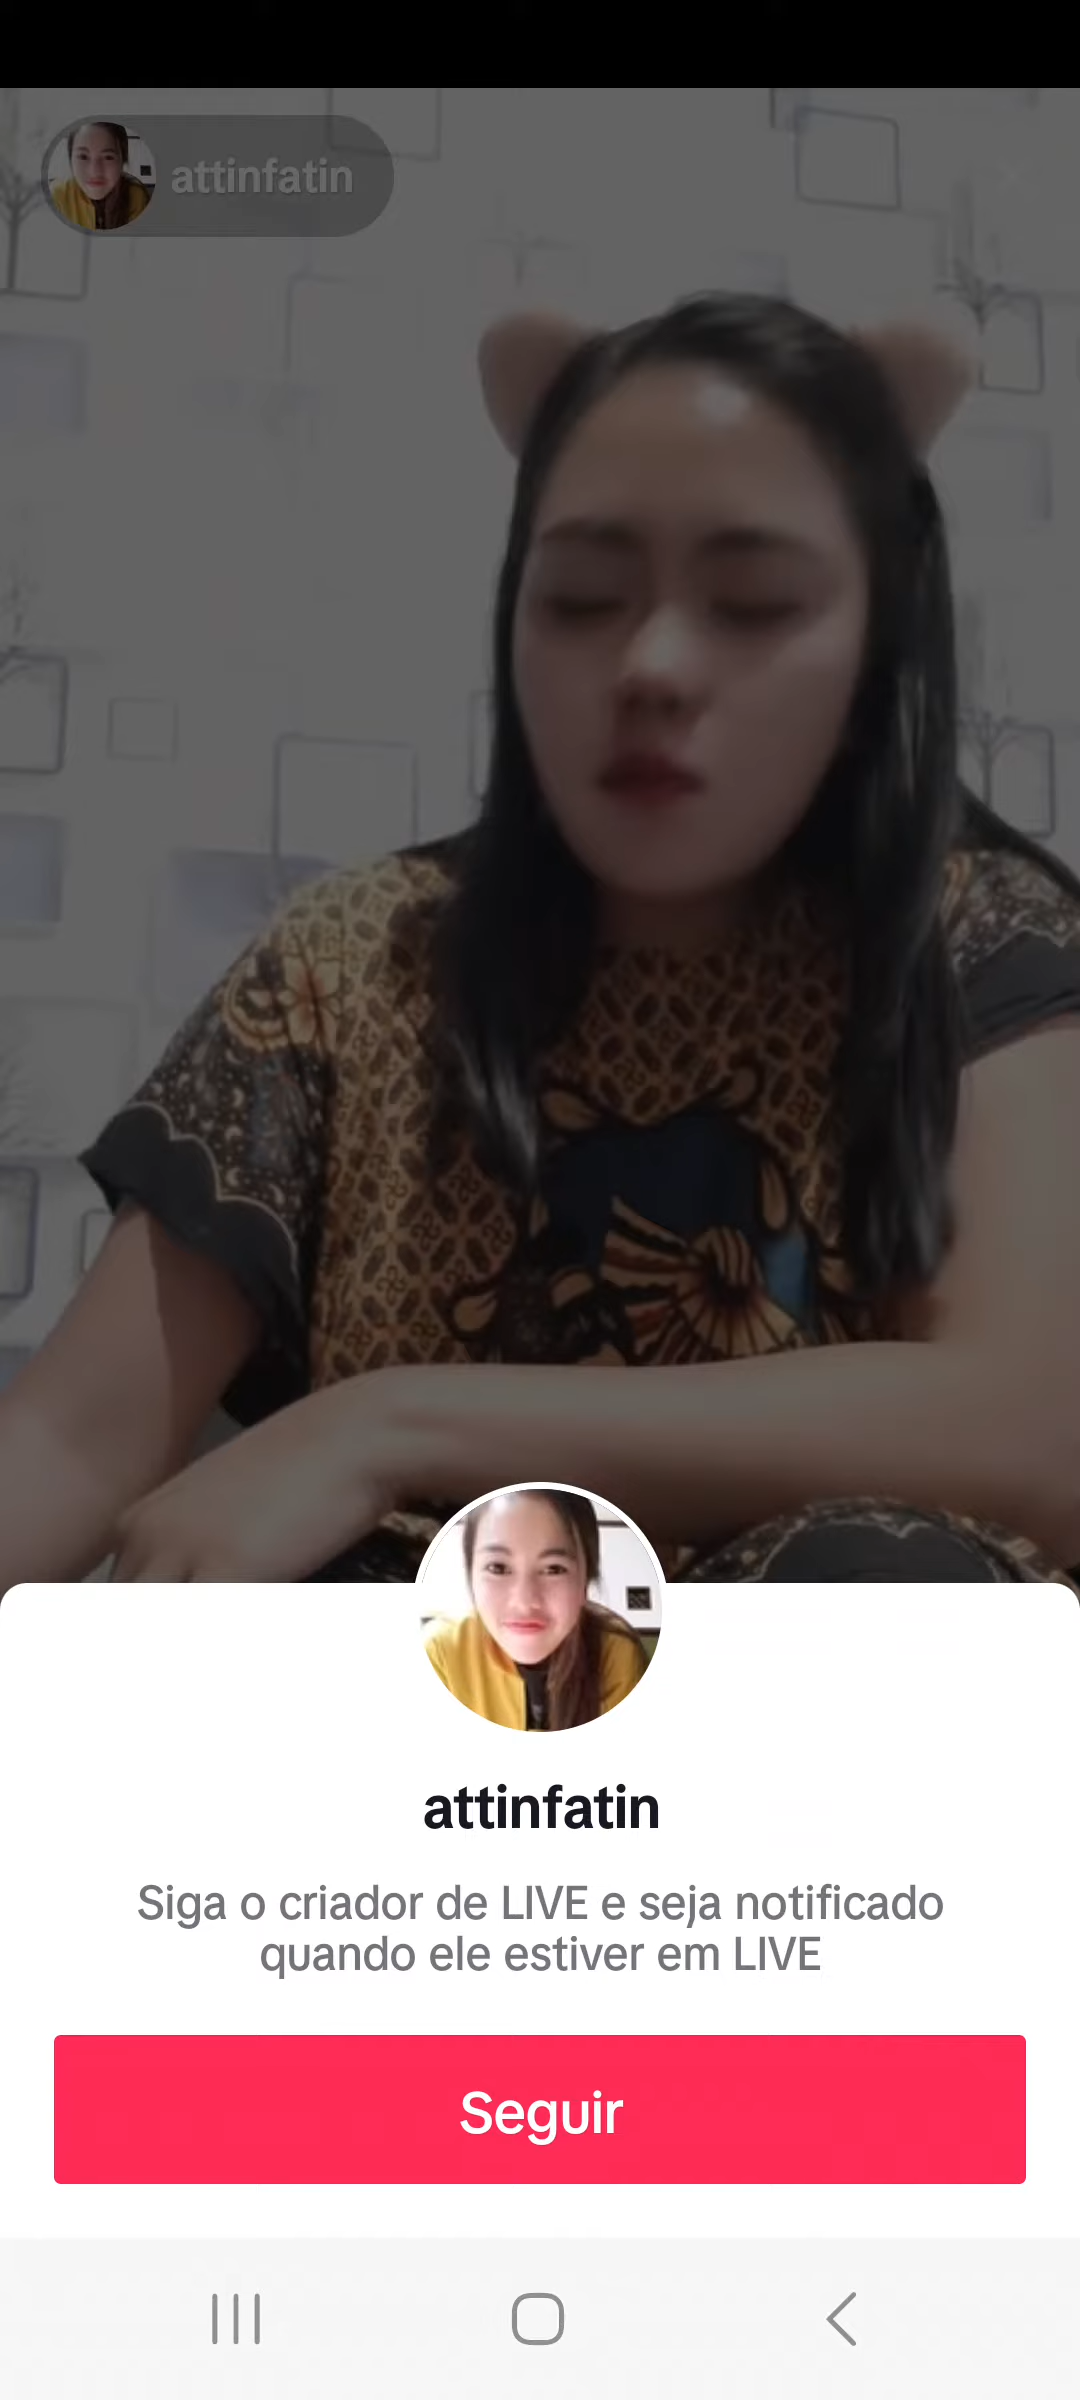 attinfatin
attinfatin
Siga o criador de LIVE e seja notificado
quando ele estiver em LIVE
Seguir